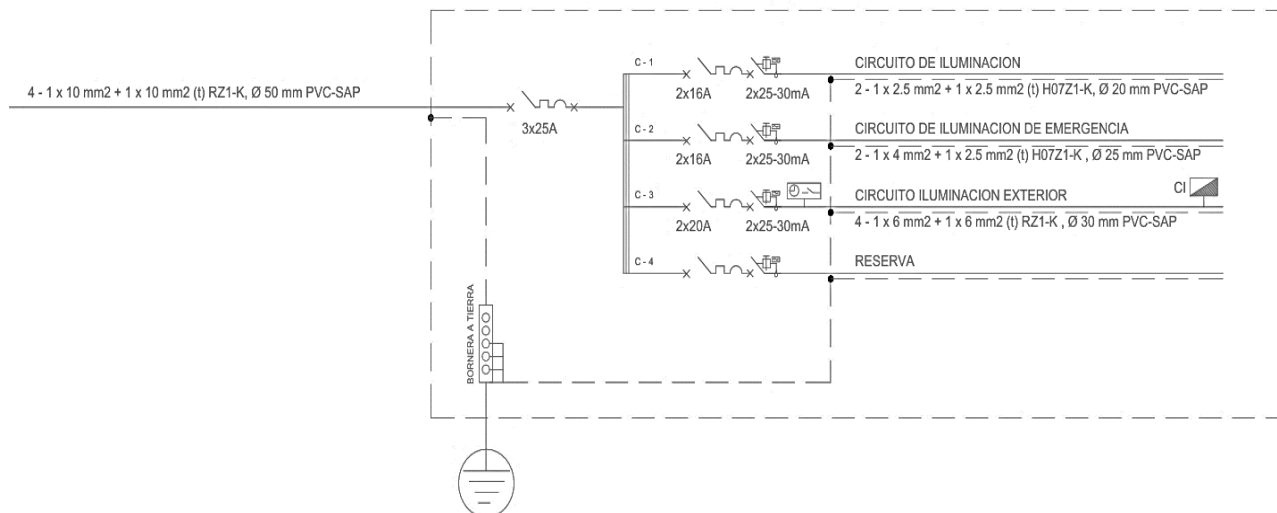 4 - 1 x 10 mm2 + 1 x 10 mm2 (t) RZ1-K, Ø 50 mm PVC-SAP
3x25A
C - 1
2x16A
2x25-30mA
CIRCUITO DE ILUMINACION
2 - 1 x 2.5 mm2 + 1 x 2.5 mm2 (t) H07Z1-K, Ø 20 mm PVC-SAP
C - 2
2x16A
2x25-30mA
CIRCUITO DE ILUMINACION DE EMERGENCIA
2 - 1 x 4 mm2 + 1 x 2.5 mm2 (t) H07Z1-K , Ø 25 mm PVC-SAP
C - 3
2x20A
2x25-30mA
CIRCUITO ILUMINACION EXTERIOR
CI
4 - 1 x 6 mm2 + 1 x 6 mm2 (t) RZ1-K , Ø 30 mm PVC-SAP
C - 4
RESERVA
BORNERA A TIERRA